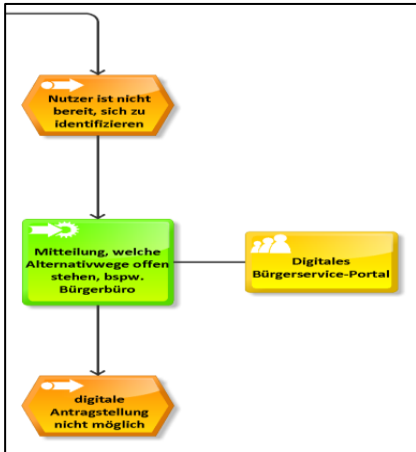 Nutzer ist nicht
bereit, sich zu
identifizieren
Mitteilung, welche
Alternativwege offen
stehen, bspw.
Bürgerbüro
Digitales
Bürgerservice-Portal
digitale
Antragstellung
nicht möglich